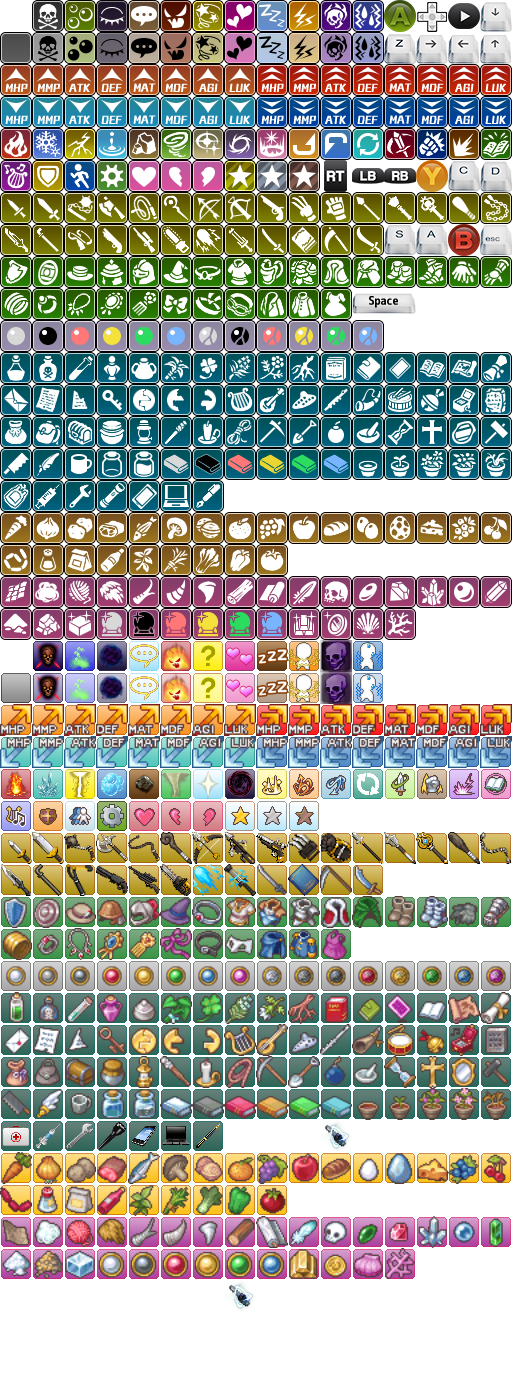 ZZZ A
ZZZ Z
MHP MMP ATK DEF MAT MDF AGI LUK MHP MMP ATK DEF MAT MDF AGI LUK
MHP MMP ATK DEF MAT MDF AGI LUK MHP MMP ATK DEF MAT MDF AGI LUK
RT LB RB Y C D
S A B esc
Space
?
zzz
?
zzz
MHP MMP ATK DEF MAT MDF AGI LUK MHP MMP ATK DEF MAT MDF AGI LUK
MHP MMP ATK DEF MAT MDF AGI LUK MHP MMP ATK DEF MAT MDF AGI LUK